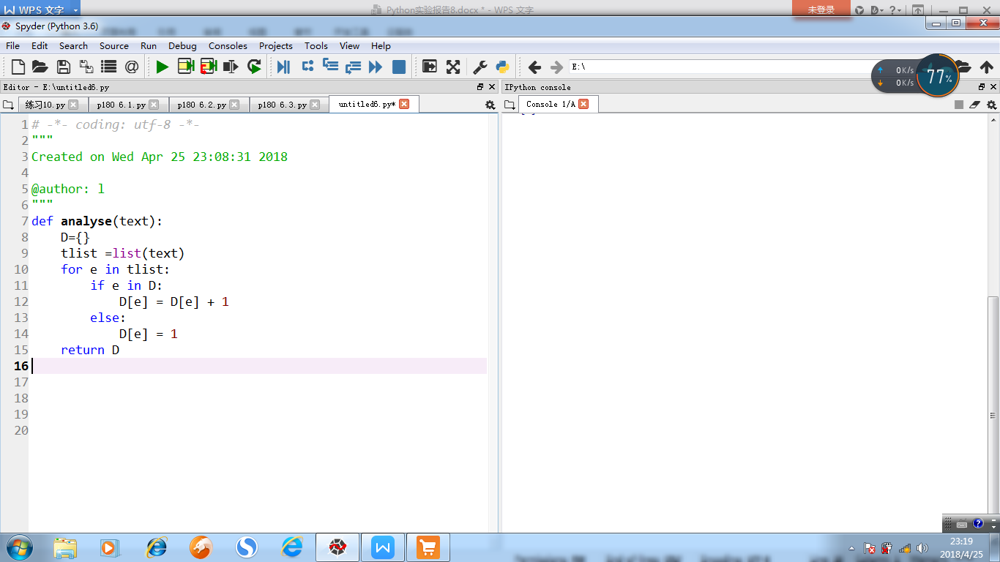 WPS 文字
Python实验报告8.docx * - WPS 文字
未登录
Spyder (Python 3.6)
File Edit Search Source Run Debug Consoles Projects Tools View Help
E:\
0K/s
0K/s
77%
Editor - E:\untitled6.py
IPython console
练习10.py p180 6.1.py p180 6.2.py p180 6.3.py untitled6.py*
Console 1/A
1 # -*- coding: utf-8 -*-
2 """
3 Created on Wed Apr 25 23:08:31 2018
4
5 @author: l
6 """
7 def analyse(text):
8     D={}
9     tlist =list(text)
10     for e in tlist:
11         if e in D:
12             D[e] = D[e] + 1
13         else:
14             D[e] = 1
15     return D
16
17
18
19
20
23:19
2018/4/25